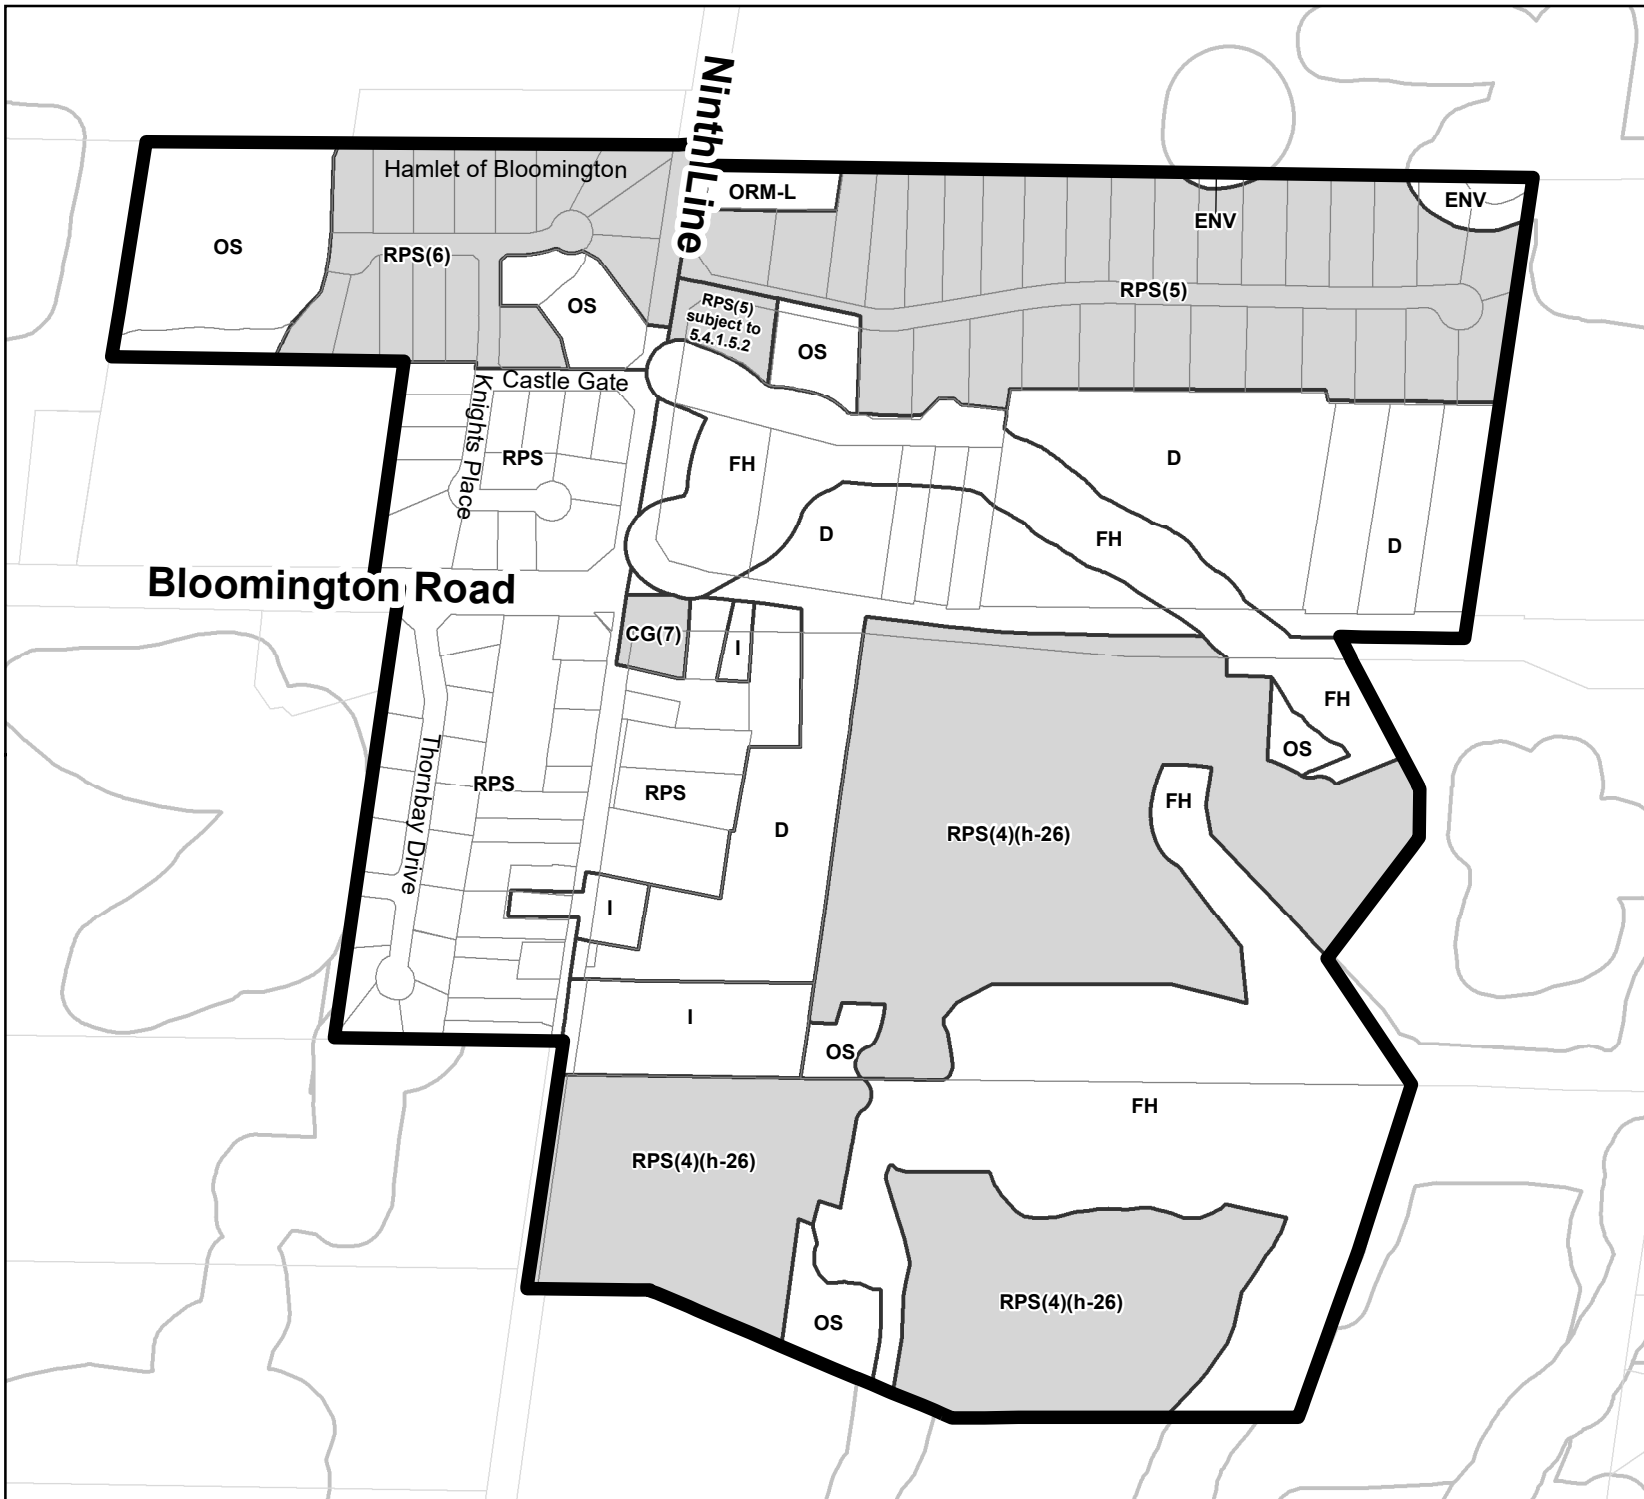 Ninth Line
Hamlet of Bloomington
ORM-L
ENV
ENV
OS
RPS(6)
RPS(5)
OS
RPS(5)
subject to
5.4.1.5.2
OS
Castle Gate
Knights Place
RPS
FH
D
D
FH
D
Bloomington Road
CG(7)
I
FH
OS
Thornbay Drive
RPS
RPS
D
RPS(4)(h-26)
FH
I
I
OS
FH
RPS(4)(h-26)
RPS(4)(h-26)
OS